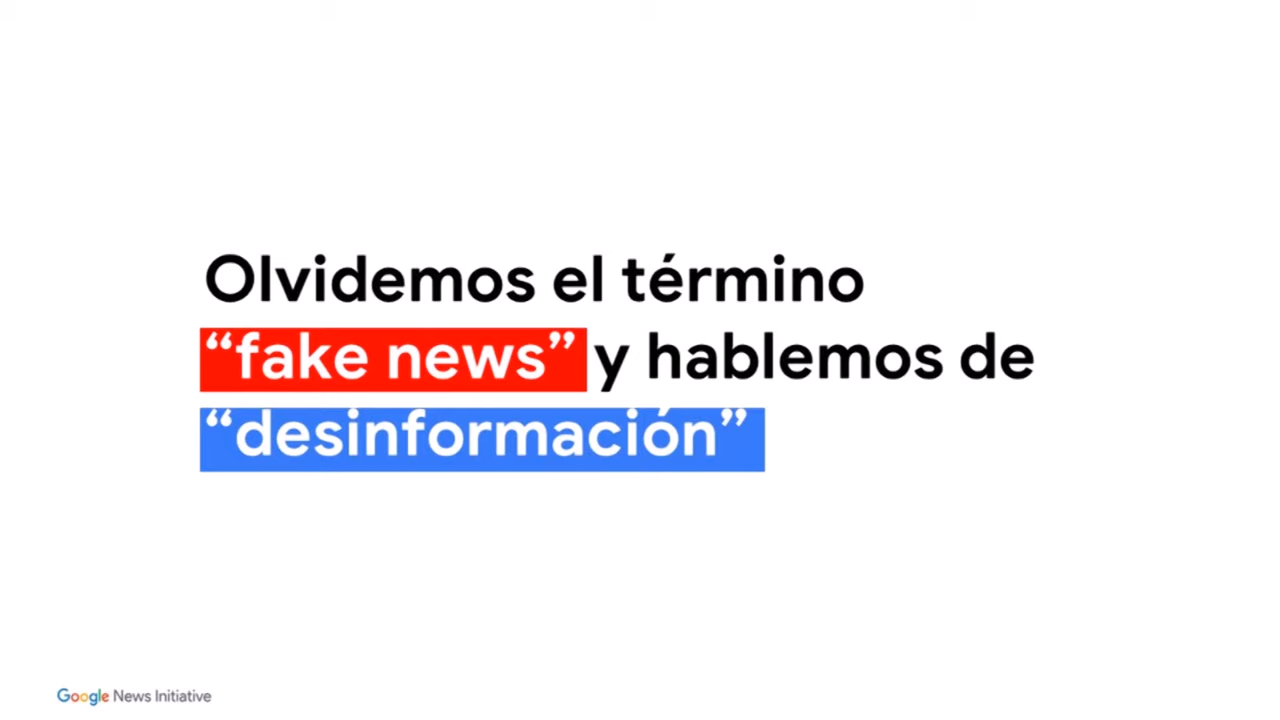 Olvidemos el término
“fake news” y hablemos de
“desinformación”
Google News Initiative